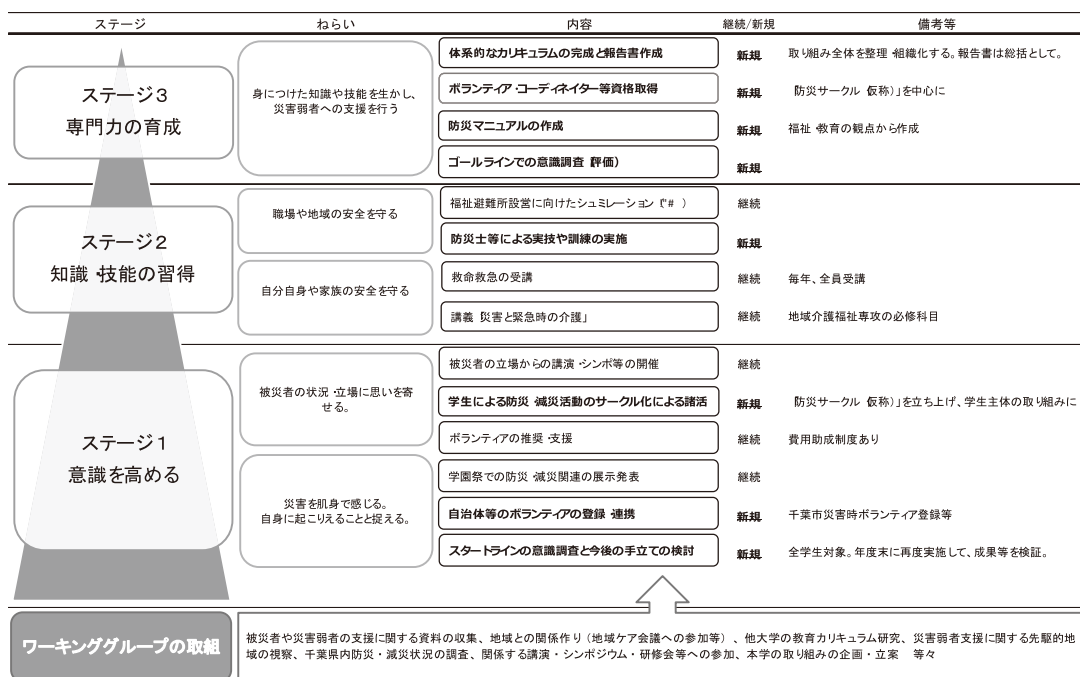 ステージ ねらい 内容 継続/新規 備考等
ステージ3
専門力の育成
身につけた知識や技能を生かし、
災害弱者への支援を行う
体系的なカリキュラムの完成と報告書作成 新規 取り組み全体を整理・組織化する。報告書は総括として。
ボランティア・コーディネイター等資格取得 新規 防災サークル(仮称)」を中心に
防災マニュアルの作成 新規 福祉・教育の観点から作成
ゴールラインでの意識調査(評価) 新規
ステージ2
知識・技能の習得
職場や地域の安全を守る
福祉避難所設営に向けたシュミレーション("# ) 継続
防災士等による実技や訓練の実施 新規
自分自身や家族の安全を守る
救命救急の受講 継続 毎年、全員受講
講義「災害と緊急時の介護」 継続 地域介護福祉専攻の必修科目
ステージ1
意識を高める
被災者の状況・立場に思いを寄
せる。
被災者の立場からの講演・シンポ等の開催 継続
学生による防災・減災活動のサークル化による諸活 新規 防災サークル(仮称)」を立ち上げ、学生主体の取り組みに
ボランティアの推奨・支援 継続 費用助成制度あり
災害を肌身で感じる。
自身に起こりえることと捉える。
学園祭での防災・減災関連の展示発表 継続
自治体等のボランティアの登録・連携 新規 千葉市災害時ボランティア登録等
スタートラインの意識調査と今後の手立ての検討 新規 全学生対象。年度末に再度実施して、成果等を検証。
ワーキンググループの取組
被災者や災害弱者の支援に関する資料の収集、地域との関係作り(地域ケア会議への参加等)、他大学の教育カリキュラム研究、災害弱者支援に関する先駆的地
域の視察、千葉県内防災・減災状況の調査、関係する講演・シンポジウム・研修会等への参加、本学の取り組みの企画・立案 等々